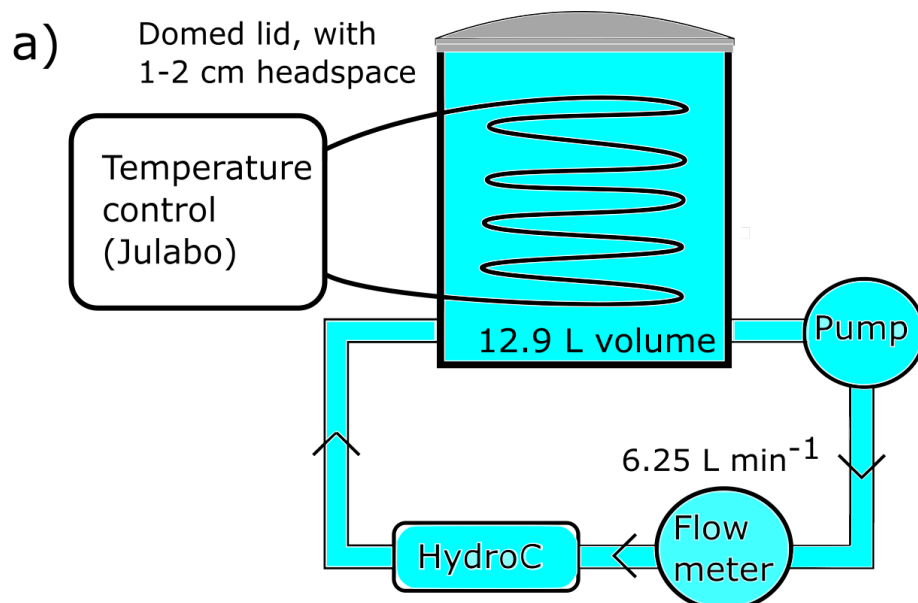 a)
Domed lid, with
1-2 cm headspace
Temperature
control
(Julabo)
12.9 L volume
Pump
6.25 L min⁻¹
Flow
meter
HydroC